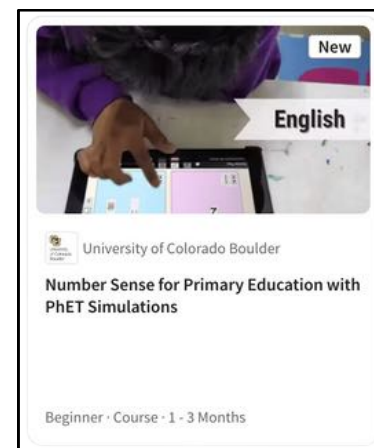 New
English
University of Colorado Boulder
Number Sense for Primary Education with
PhET Simulations
Beginner · Course · 1 - 3 Months